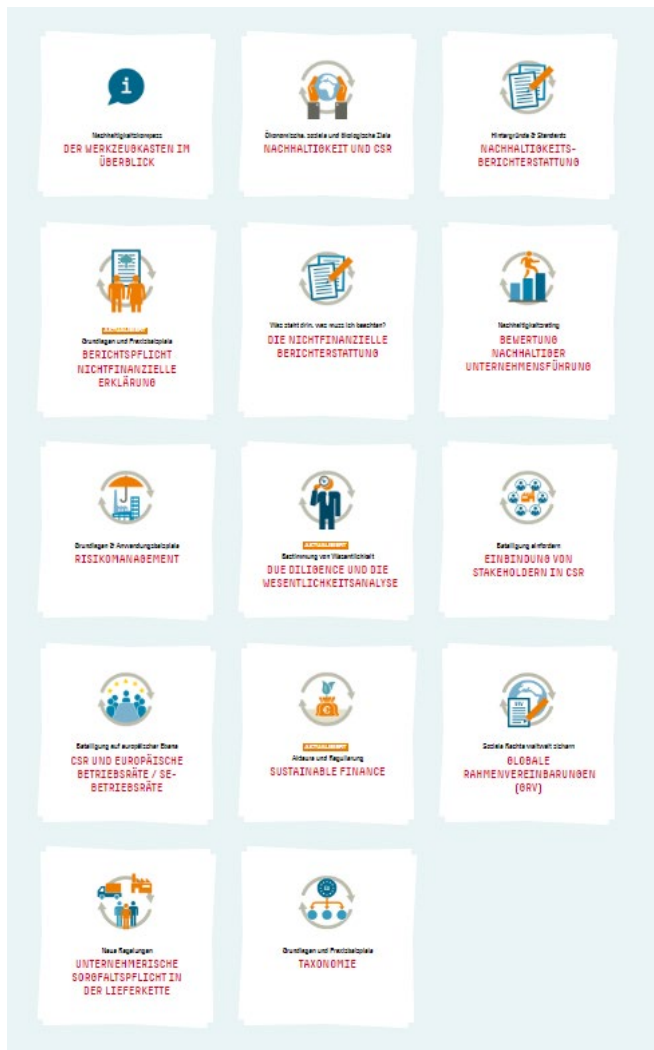 i
Nachhaltigkeitskompass
DER WERKZEUGKASTEN IM
ÜBERBLICK
Ökonomische, soziale und ökologische Ziele
NACHHALTIGKEIT UND CSR
Hintergründe & Standards
NACHHALTIGKEITS-
BERICHTERSTATTUNG
AKTUALISIERT
Grundlagen und Praxisbeispiele
BERICHTSPFLICHT
NICHTFINANZIELLE
ERKLÄRUNG
Was steht drin, was muss ich beachten?
DIE NICHTFINANZIELLE
BERICHTERSTATTUNG
Nachhaltigkeitsrating
BEWERTUNG
NACHHALTIGER
UNTERNEHMENSFÜHRUNG
Grundlagen & Anwendungsbeispiele
RISIKOMANAGEMENT
AKTUALISIERT
Bestimmung von Wesentlichkeit
DUE DILIGENCE UND DIE
WESENTLICHKEITSANALYSE
Beteiligung einfordern
EINBINDUNG VON
STAKEHOLDERN IN CSR
Beteiligung auf europäischer Ebene
CSR UND EUROPÄISCHE
BETRIEBSRÄTE / SE-
BETRIEBSRÄTE
€
AKTUALISIERT
Akteure und Regulierung
SUSTAINABLE FINANCE
GRV
Soziale Rechte weltweit sichern
GLOBALE
RAHMENVEREINBARUNGEN
(GRV)
Neue Regelungen
UNTERNEHMERISCHE
SORGFALTSPFLICHT IN
DER LIEFERKETTE
Grundlagen und Praxisbeispiele
TAXONOMIE